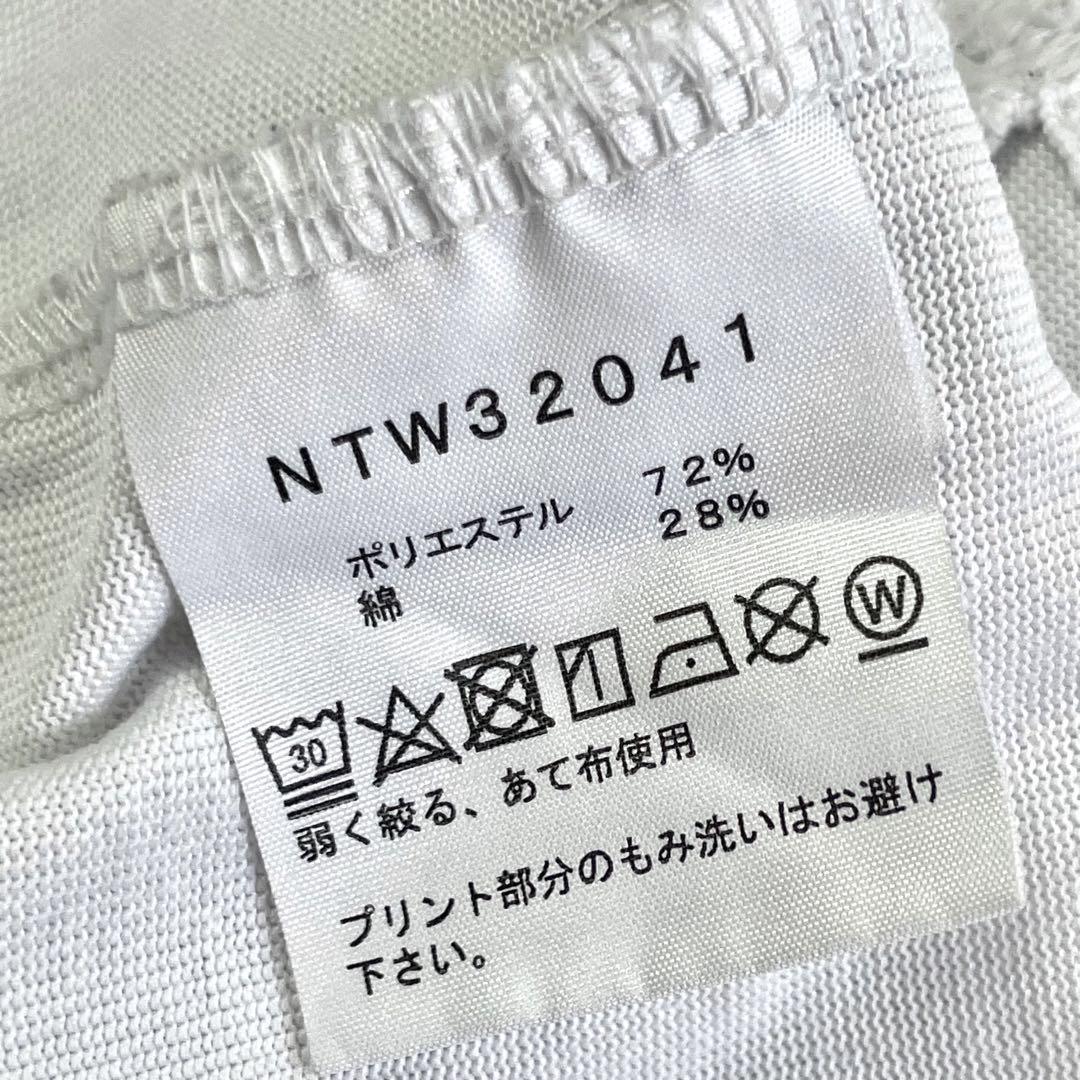 NTW32041
ポリエステル 72%
綿 28%
30 W
弱く絞る、あて布使用
プリント部分のもみ洗いはお避け
下さい。